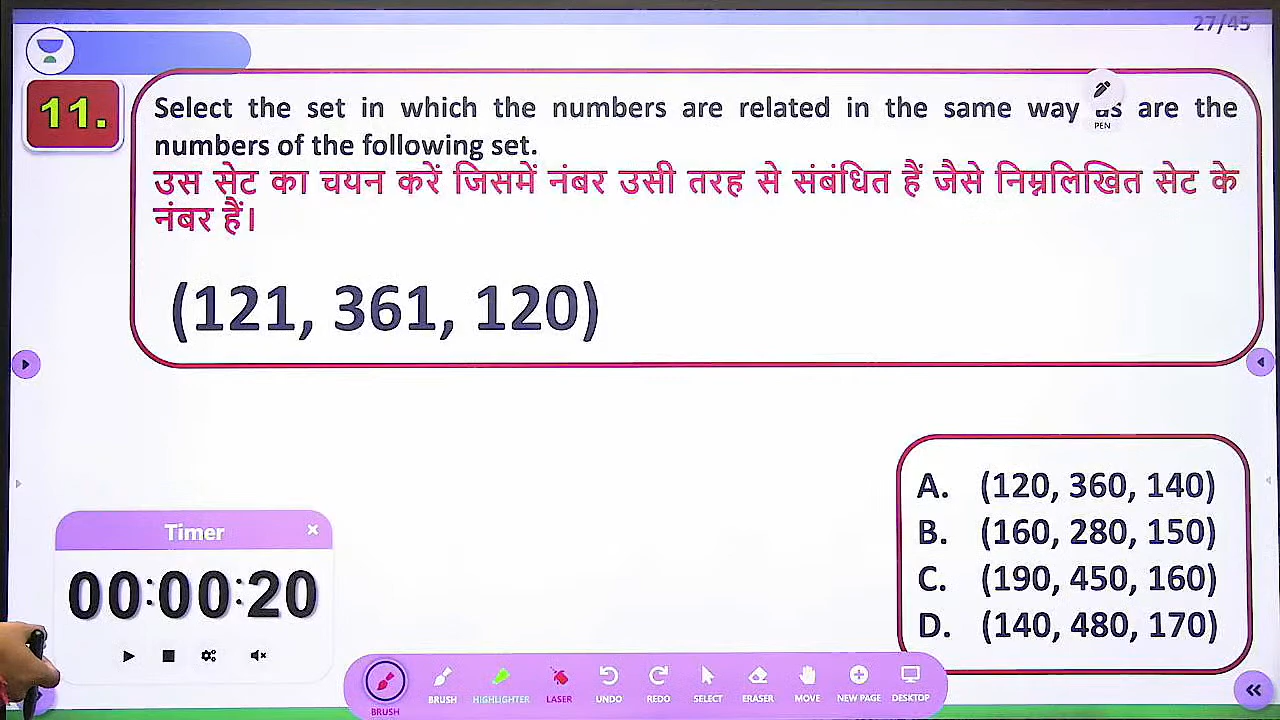 27/45
11.
Select the set in which the numbers are related in the same way as are the
PEN
numbers of the following set.
उस सेट का चयन करें जिसमें नंबर उसी तरह से संबंधित हैं जैसे निम्नलिखित सेट के
नंबर हैं।
(121, 361, 120)
A. (120, 360, 140)
B. (160, 280, 150)
C. (190, 450, 160)
D. (140, 480, 170)
Timer ×
00:00:20
BRUSH BRUSH HIGHLIGHTER LASER UNDO REDO SELECT ERASER MOVE NEW PAGE DESKTOP